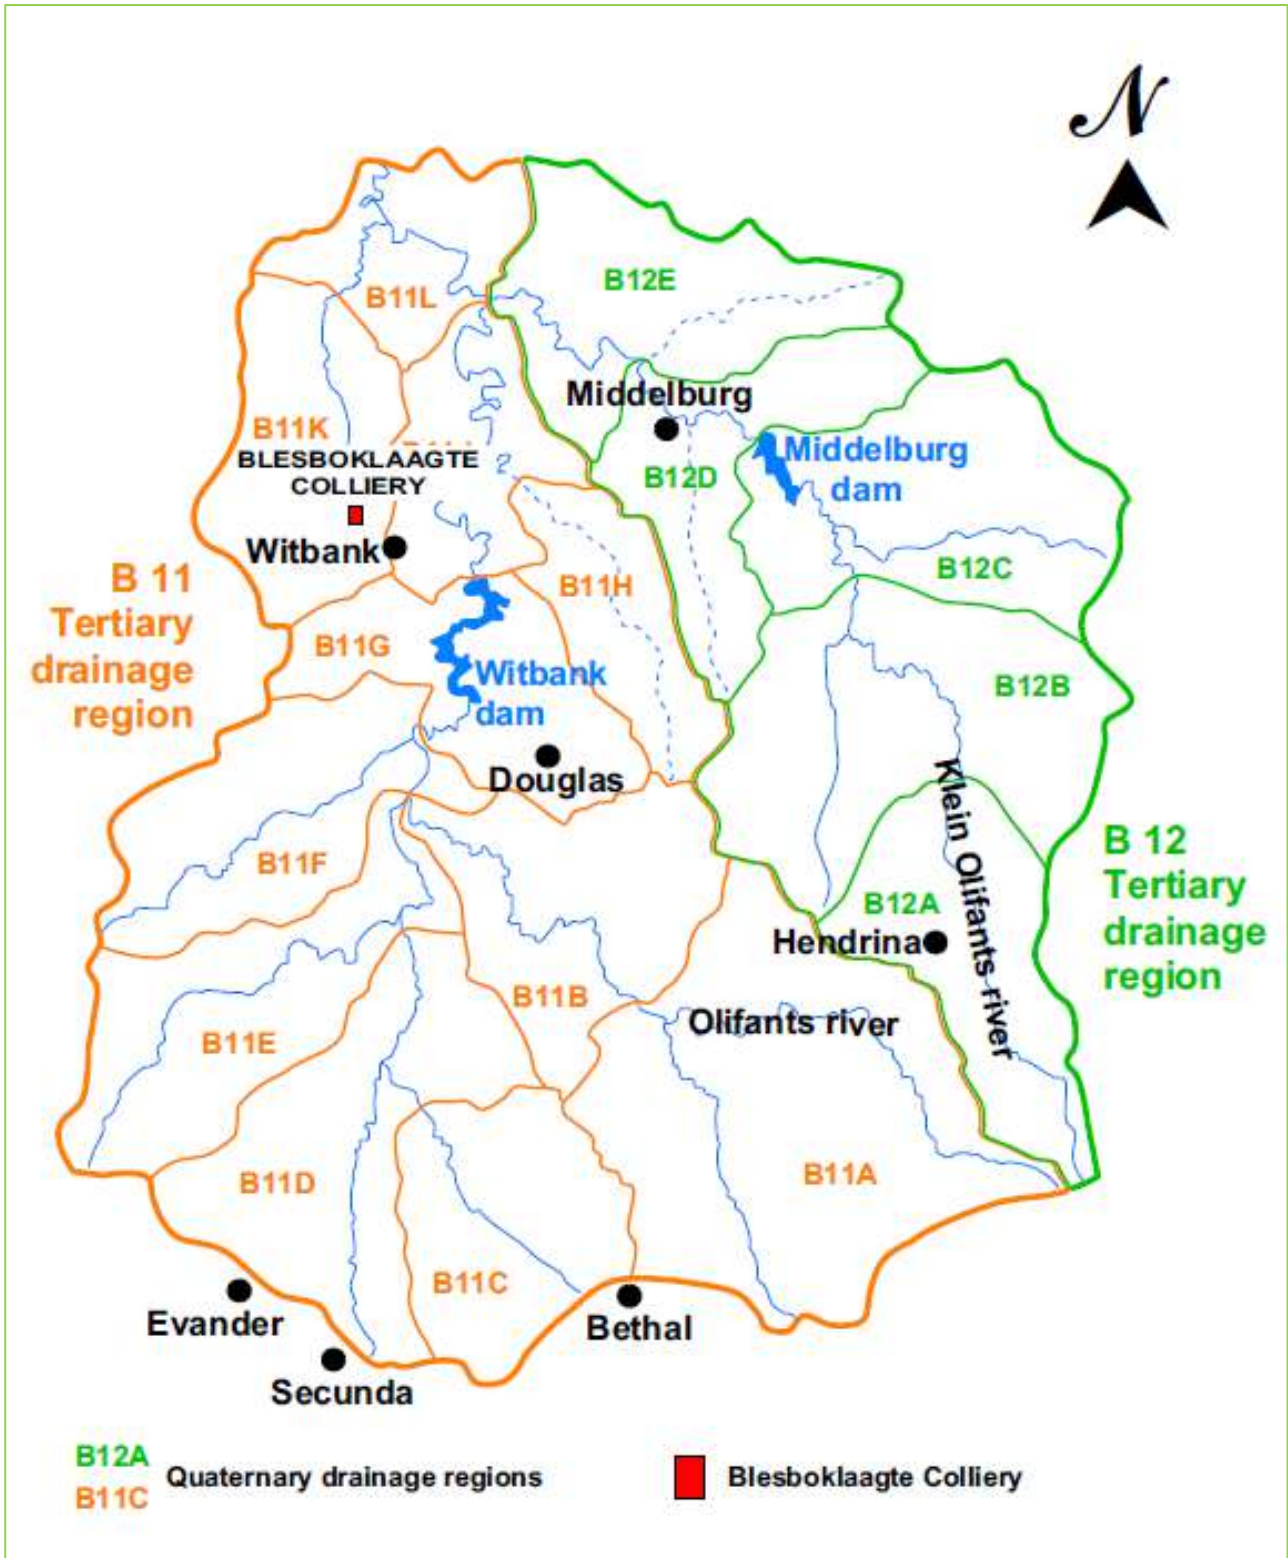 N
B12E
B11L
Middelburg
B11K
BLESBOKLAAGTE
COLLIERY
Middelburg
dam
B12D
Witbank
B 11
Tertiary
drainage
region
B11H
B12C
B11G
Witbank
dam
B12B
Douglas
Klein Olifants river
B 12
Tertiary
drainage
region
B11F
B12A
Hendrina
B11B
Olifants river
B11E
B11D
B11A
B11C
Evander
Bethal
Secunda
B12A
B11C
Quaternary drainage regions
Blesboklaagte Colliery